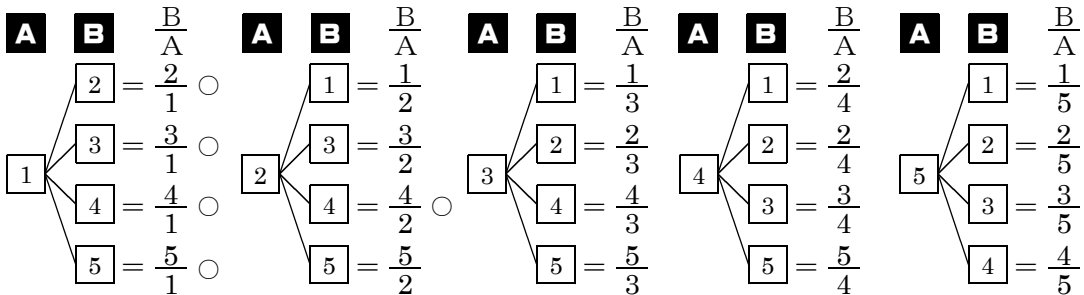 A B B/A A B B/A A B B/A A B B/A A B B/A
2 = 2/1 ○ 1 = 1/2 1 = 1/3 1 = 2/4 1 = 1/5
3 = 3/1 ○ 3 = 3/2 2 = 2/3 2 = 2/4 2 = 2/5
1 2 3 4 5
4 = 4/1 ○ 4 = 4/2 ○ 4 = 4/3 3 = 3/4 3 = 3/5
5 = 5/1 ○ 5 = 5/2 5 = 5/3 5 = 5/4 4 = 4/5